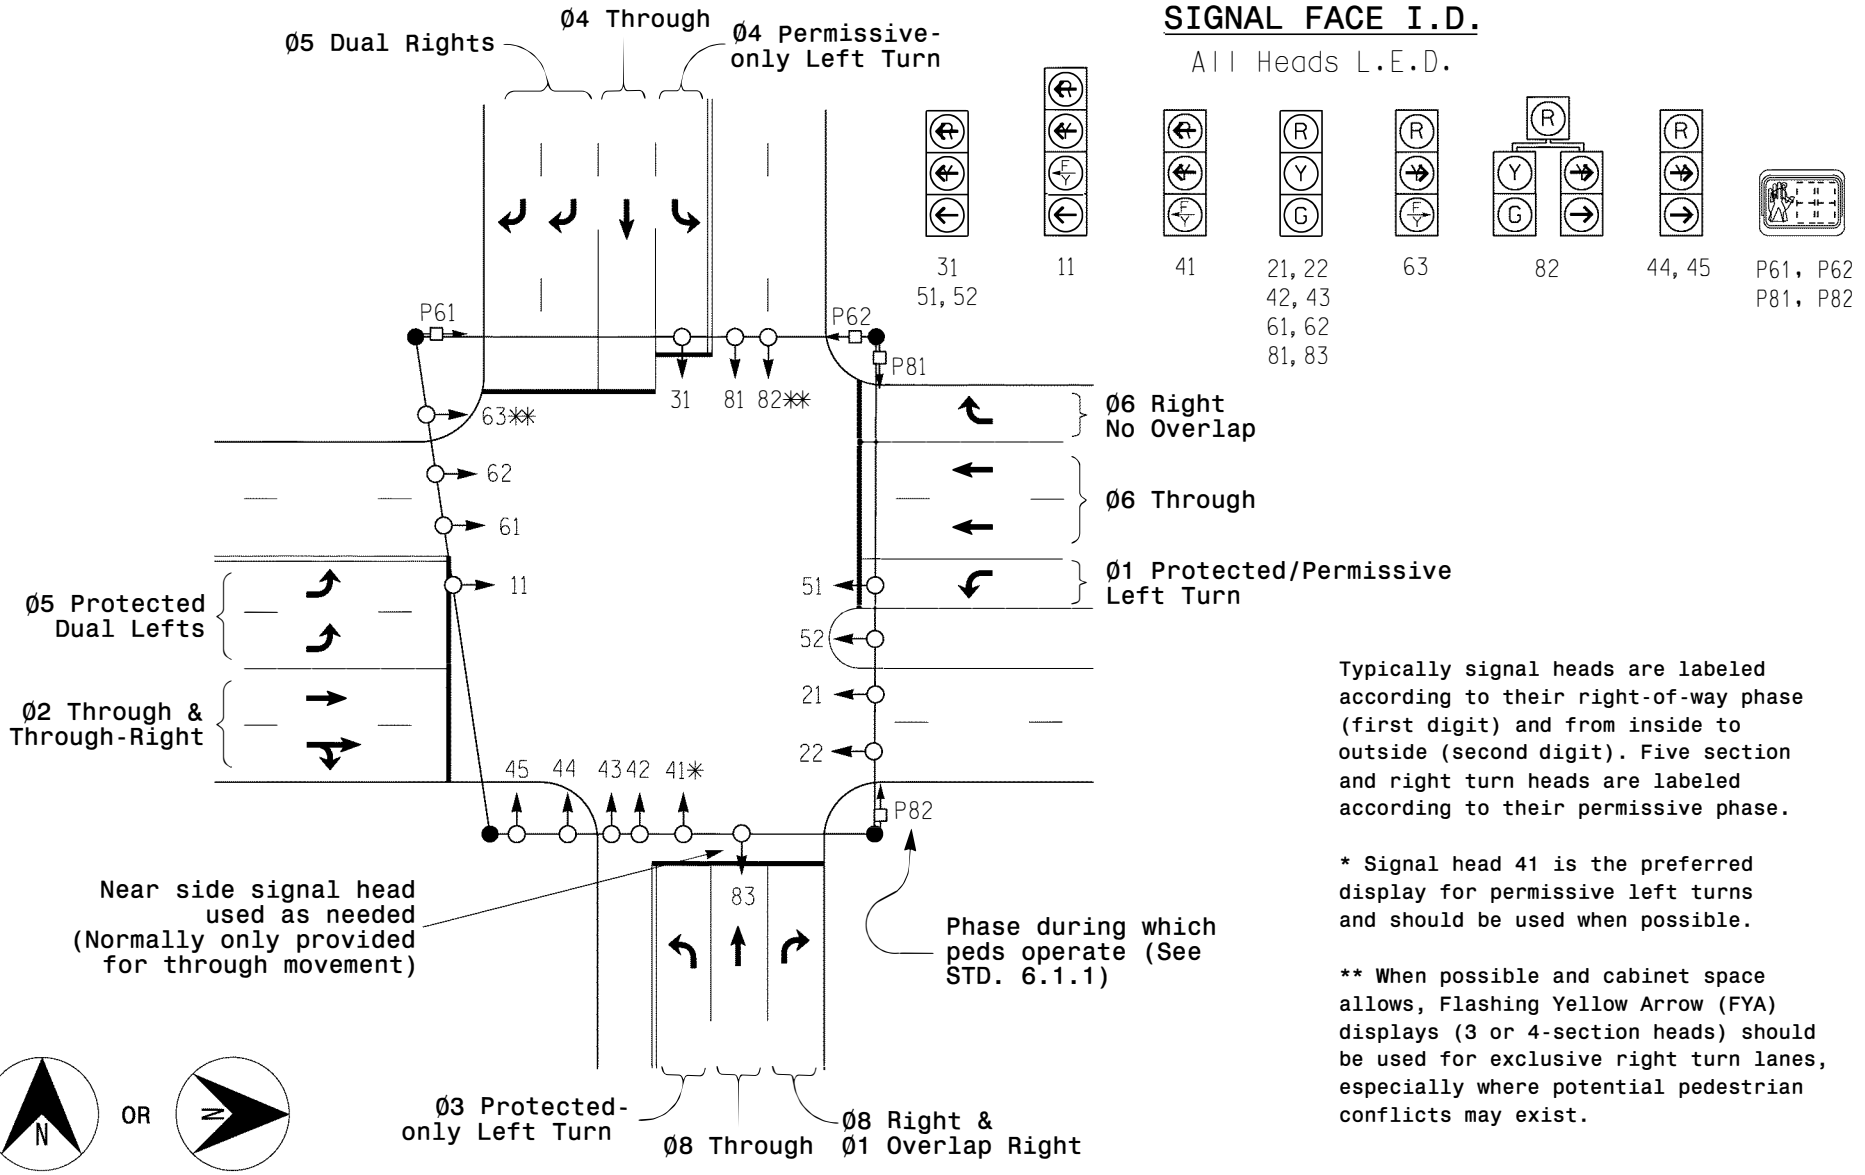 SIGNAL FACE I.D.
All Heads L.E.D.
Ø5 Dual Rights
Ø4 Through
Ø4 Permissive-
only Left Turn
R
Y
R
Y
F
Y
R
Y
F
Y
R
Y
G
R
Y
F
Y
R
Y
G
Y
R
Y
31
51, 52
11
41
21, 22
42, 43
61, 62
81, 83
63
82
44, 45
P61, P62
P81, P82
P61
P62
P81
31
81
82**
63**
62
61
11
51
52
21
22
45
44
43
42
41*
P82
83
Ø6 Right
No Overlap
Ø6 Through
Ø1 Protected/Permissive
Left Turn
Ø5 Protected
Dual Lefts
Ø2 Through &
Through-Right
Near side signal head
used as needed
(Normally only provided
for through movement)
Phase during which
peds operate (See
STD. 6.1.1)
Ø3 Protected-
only Left Turn
Ø8 Through
Ø8 Right &
Ø1 Overlap Right
N
OR
N
Typically signal heads are labeled
according to their right-of-way phase
(first digit) and from inside to
outside (second digit). Five section
and right turn heads are labeled
according to their permissive phase.
* Signal head 41 is the preferred
display for permissive left turns
and should be used when possible.
** When possible and cabinet space
allows, Flashing Yellow Arrow (FYA)
displays (3 or 4-section heads) should
be used for exclusive right turn lanes,
especially where potential pedestrian
conflicts may exist.